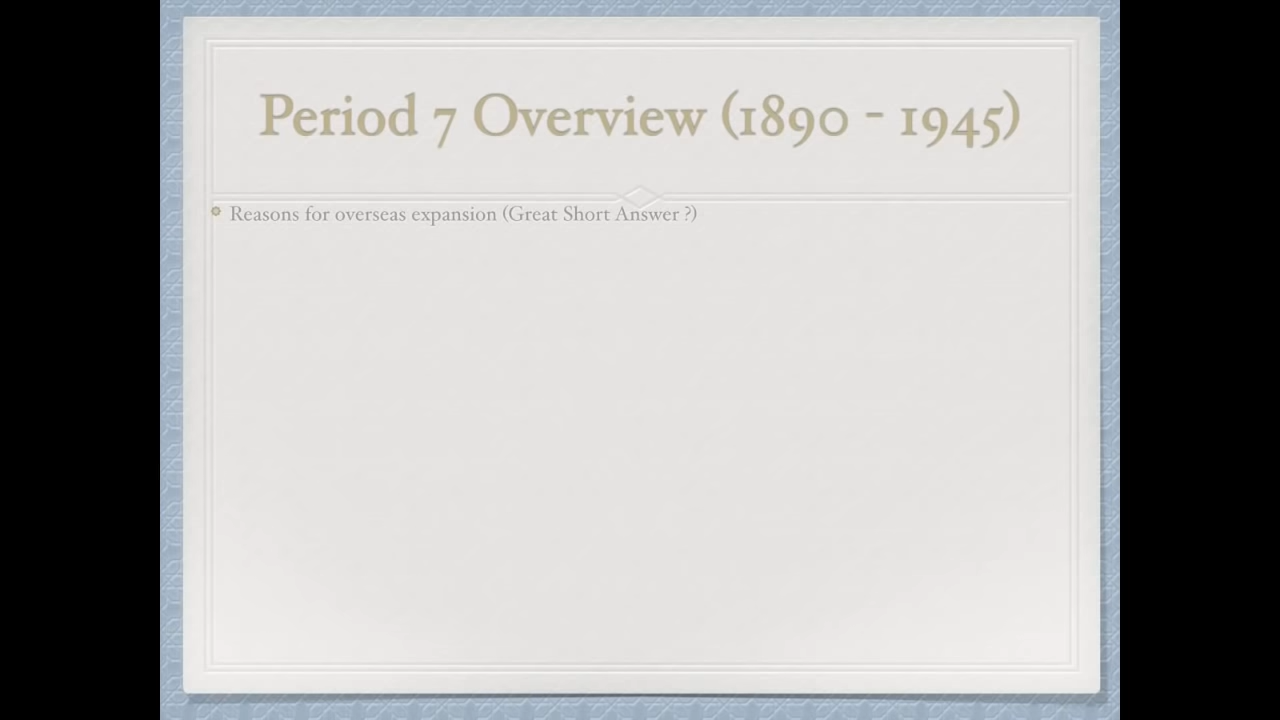 Period 7 Overview (1890 - 1945)
Reasons for overseas expansion (Great Short Answer ?)